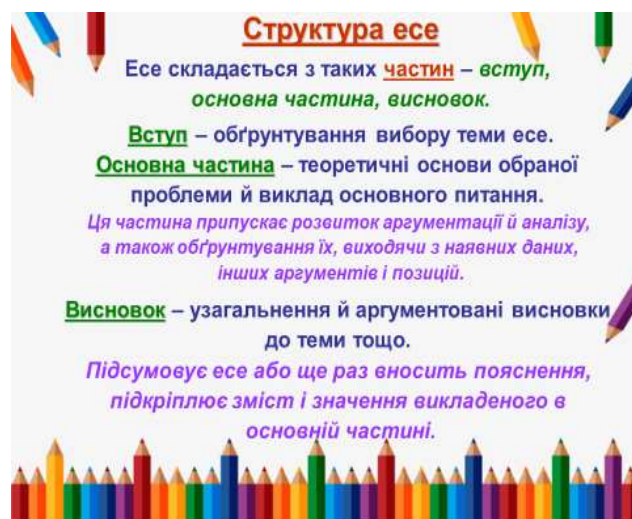 Структура есе
Есе складається з таких частин – вступ,
основна частина, висновок.
Вступ – обґрунтування вибору теми есе.
Основна частина – теоретичні основи обраної
проблеми й виклад основного питання.
Ця частина припускає розвиток аргументації й аналізу,
а також обґрунтування їх, виходячи з наявних даних,
інших аргументів і позицій.
Висновок – узагальнення й аргументовані висновки
до теми тощо.
Підсумовує есе або ще раз вносить пояснення,
підкріплює зміст і значення викладеного в
основній частині.